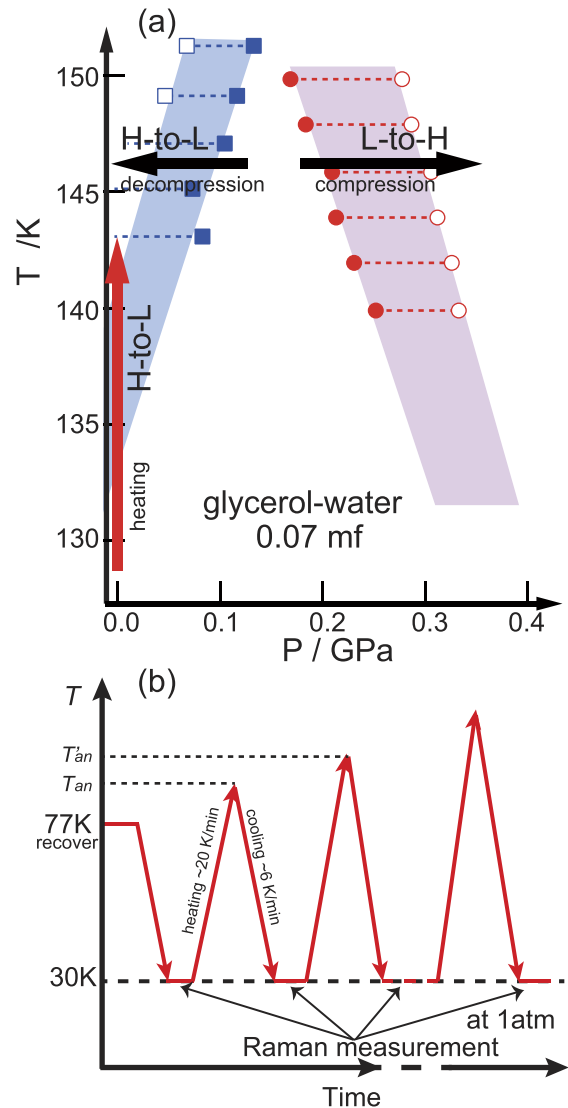 (a)
150
H-to-L
L-to-H
decompression
compression
145
T /K
140
H-to-L
135
heating
glycerol-water
0.07 mf
130
0.0
0.1
0.2
0.3
0.4
P / GPa
(b)
T
T'an
Tan
77K
recover
heating ~20 K/min
cooling ~6 K/min
30K
at 1atm
Raman measurement
Time